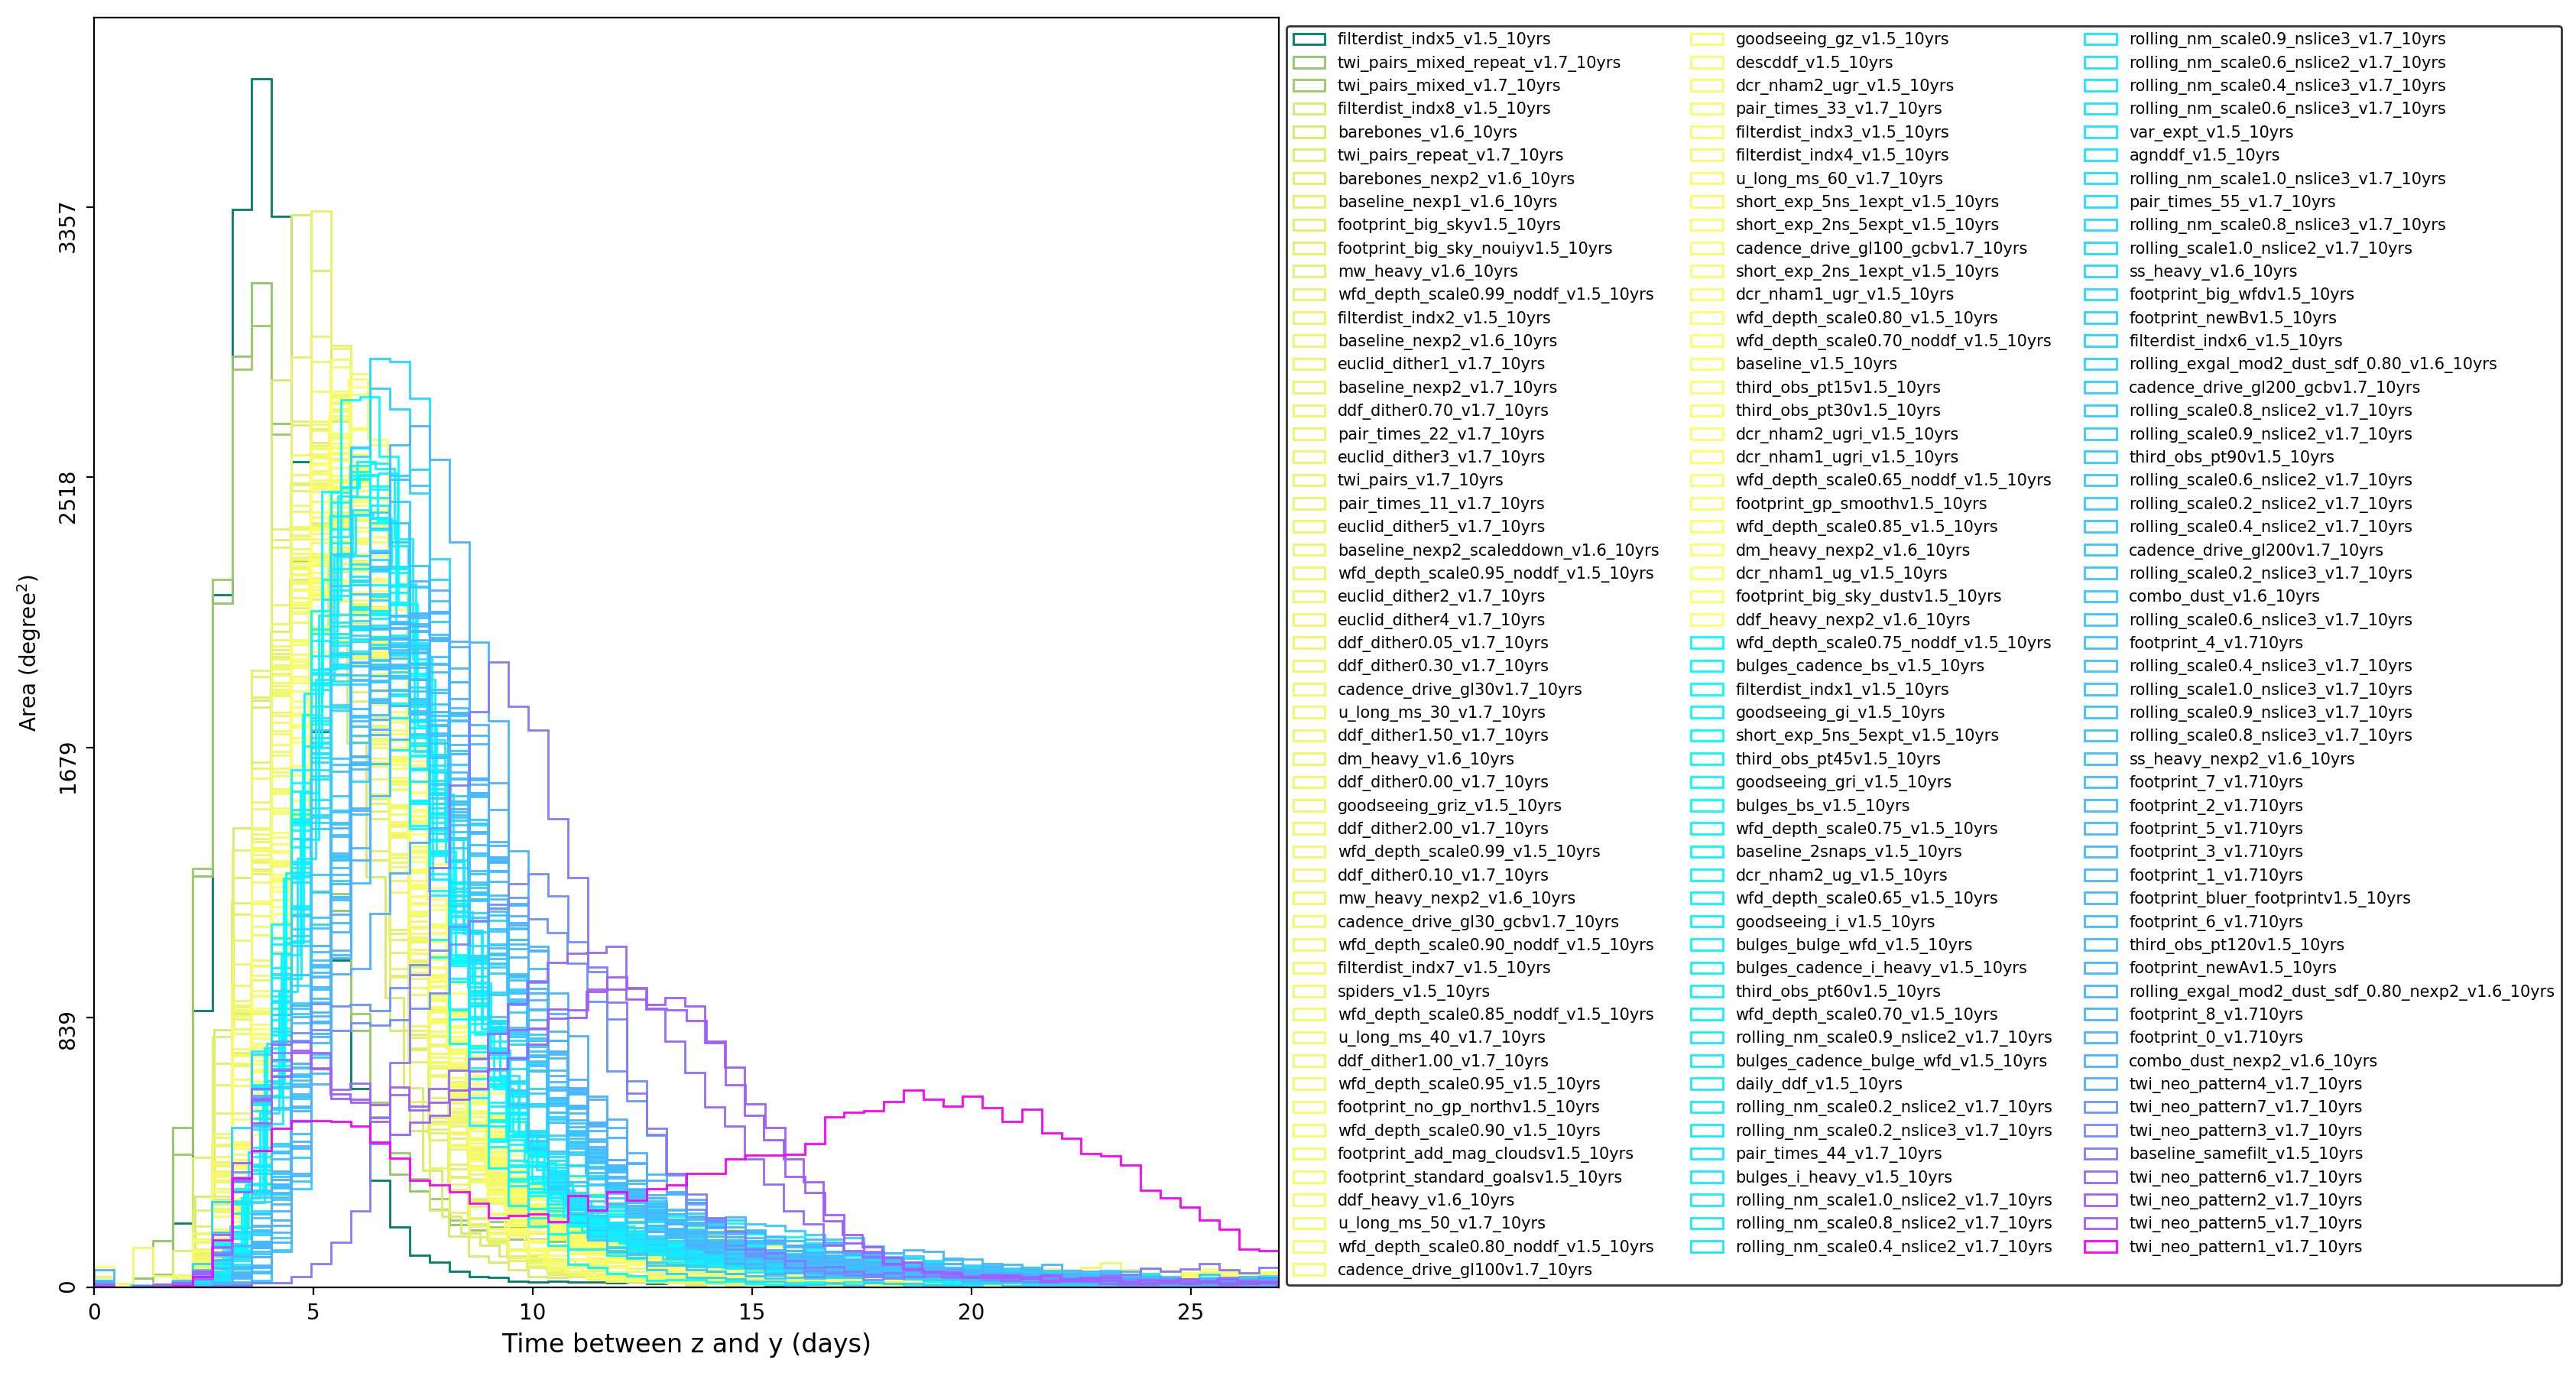 3357
2518
1679
839
0
Area (degree²)
0 5 10 15 20 25
Time between z and y (days)
filterdist_indx5_v1.5_10yrs
twi_pairs_mixed_repeat_v1.7_10yrs
twi_pairs_mixed_v1.7_10yrs
filterdist_indx8_v1.5_10yrs
barebones_v1.6_10yrs
twi_pairs_repeat_v1.7_10yrs
barebones_nexp2_v1.6_10yrs
baseline_nexp1_v1.6_10yrs
footprint_big_skyv1.5_10yrs
footprint_big_sky_nouiyv1.5_10yrs
mw_heavy_v1.6_10yrs
wfd_depth_scale0.99_noddf_v1.5_10yrs
filterdist_indx2_v1.5_10yrs
baseline_nexp2_v1.6_10yrs
euclid_dither1_v1.7_10yrs
baseline_nexp2_v1.7_10yrs
ddf_dither0.70_v1.7_10yrs
pair_times_22_v1.7_10yrs
euclid_dither3_v1.7_10yrs
twi_pairs_v1.7_10yrs
pair_times_11_v1.7_10yrs
euclid_dither5_v1.7_10yrs
baseline_nexp2_scaleddown_v1.6_10yrs
wfd_depth_scale0.95_noddf_v1.5_10yrs
euclid_dither2_v1.7_10yrs
euclid_dither4_v1.7_10yrs
ddf_dither0.05_v1.7_10yrs
ddf_dither0.30_v1.7_10yrs
cadence_drive_gl30v1.7_10yrs
u_long_ms_30_v1.7_10yrs
ddf_dither1.50_v1.7_10yrs
dm_heavy_v1.6_10yrs
ddf_dither0.00_v1.7_10yrs
goodseeing_griz_v1.5_10yrs
ddf_dither2.00_v1.7_10yrs
wfd_depth_scale0.99_v1.5_10yrs
ddf_dither0.10_v1.7_10yrs
mw_heavy_nexp2_v1.6_10yrs
cadence_drive_gl30_gcbv1.7_10yrs
wfd_depth_scale0.90_noddf_v1.5_10yrs
filterdist_indx7_v1.5_10yrs
spiders_v1.5_10yrs
wfd_depth_scale0.85_noddf_v1.5_10yrs
u_long_ms_40_v1.7_10yrs
ddf_dither1.00_v1.7_10yrs
wfd_depth_scale0.95_v1.5_10yrs
footprint_no_gp_northv1.5_10yrs
wfd_depth_scale0.90_v1.5_10yrs
footprint_add_mag_cloudsv1.5_10yrs
footprint_standard_goalsv1.5_10yrs
ddf_heavy_v1.6_10yrs
u_long_ms_50_v1.7_10yrs
wfd_depth_scale0.80_noddf_v1.5_10yrs
cadence_drive_gl100v1.7_10yrs
goodseeing_gz_v1.5_10yrs
descddf_v1.5_10yrs
dcr_nham2_ugr_v1.5_10yrs
pair_times_33_v1.7_10yrs
filterdist_indx3_v1.5_10yrs
filterdist_indx4_v1.5_10yrs
u_long_ms_60_v1.7_10yrs
short_exp_5ns_1expt_v1.5_10yrs
short_exp_2ns_5expt_v1.5_10yrs
cadence_drive_gl100_gcbv1.7_10yrs
short_exp_2ns_1expt_v1.5_10yrs
dcr_nham1_ugr_v1.5_10yrs
wfd_depth_scale0.80_v1.5_10yrs
wfd_depth_scale0.70_noddf_v1.5_10yrs
baseline_v1.5_10yrs
third_obs_pt15v1.5_10yrs
third_obs_pt30v1.5_10yrs
dcr_nham2_ugri_v1.5_10yrs
dcr_nham1_ugri_v1.5_10yrs
wfd_depth_scale0.65_noddf_v1.5_10yrs
footprint_gp_smoothv1.5_10yrs
wfd_depth_scale0.85_v1.5_10yrs
dm_heavy_nexp2_v1.6_10yrs
dcr_nham1_ug_v1.5_10yrs
footprint_big_sky_dustv1.5_10yrs
ddf_heavy_nexp2_v1.6_10yrs
wfd_depth_scale0.75_noddf_v1.5_10yrs
bulges_cadence_bs_v1.5_10yrs
filterdist_indx1_v1.5_10yrs
goodseeing_gi_v1.5_10yrs
short_exp_5ns_5expt_v1.5_10yrs
third_obs_pt45v1.5_10yrs
goodseeing_gri_v1.5_10yrs
bulges_bs_v1.5_10yrs
wfd_depth_scale0.75_v1.5_10yrs
baseline_2snaps_v1.5_10yrs
dcr_nham2_ug_v1.5_10yrs
wfd_depth_scale0.65_v1.5_10yrs
goodseeing_i_v1.5_10yrs
bulges_bulge_wfd_v1.5_10yrs
bulges_cadence_i_heavy_v1.5_10yrs
third_obs_pt60v1.5_10yrs
wfd_depth_scale0.70_v1.5_10yrs
rolling_nm_scale0.9_nslice2_v1.7_10yrs
bulges_cadence_bulge_wfd_v1.5_10yrs
daily_ddf_v1.5_10yrs
rolling_nm_scale0.2_nslice2_v1.7_10yrs
rolling_nm_scale0.2_nslice3_v1.7_10yrs
pair_times_44_v1.7_10yrs
bulges_i_heavy_v1.5_10yrs
rolling_nm_scale1.0_nslice2_v1.7_10yrs
rolling_nm_scale0.8_nslice2_v1.7_10yrs
rolling_nm_scale0.4_nslice2_v1.7_10yrs
rolling_nm_scale0.9_nslice3_v1.7_10yrs
rolling_nm_scale0.6_nslice2_v1.7_10yrs
rolling_nm_scale0.4_nslice3_v1.7_10yrs
rolling_nm_scale0.6_nslice3_v1.7_10yrs
var_expt_v1.5_10yrs
agnddf_v1.5_10yrs
rolling_nm_scale1.0_nslice3_v1.7_10yrs
pair_times_55_v1.7_10yrs
rolling_nm_scale0.8_nslice3_v1.7_10yrs
rolling_scale1.0_nslice2_v1.7_10yrs
ss_heavy_v1.6_10yrs
footprint_big_wfdv1.5_10yrs
footprint_newBv1.5_10yrs
filterdist_indx6_v1.5_10yrs
rolling_exgal_mod2_dust_sdf_0.80_v1.6_10yrs
cadence_drive_gl200_gcbv1.7_10yrs
rolling_scale0.8_nslice2_v1.7_10yrs
rolling_scale0.9_nslice2_v1.7_10yrs
third_obs_pt90v1.5_10yrs
rolling_scale0.6_nslice2_v1.7_10yrs
rolling_scale0.2_nslice2_v1.7_10yrs
rolling_scale0.4_nslice2_v1.7_10yrs
cadence_drive_gl200v1.7_10yrs
rolling_scale0.2_nslice3_v1.7_10yrs
combo_dust_v1.6_10yrs
rolling_scale0.6_nslice3_v1.7_10yrs
footprint_4_v1.710yrs
rolling_scale0.4_nslice3_v1.7_10yrs
rolling_scale1.0_nslice3_v1.7_10yrs
rolling_scale0.9_nslice3_v1.7_10yrs
rolling_scale0.8_nslice3_v1.7_10yrs
ss_heavy_nexp2_v1.6_10yrs
footprint_7_v1.710yrs
footprint_2_v1.710yrs
footprint_5_v1.710yrs
footprint_3_v1.710yrs
footprint_1_v1.710yrs
footprint_bluer_footprintv1.5_10yrs
footprint_6_v1.710yrs
third_obs_pt120v1.5_10yrs
footprint_newAv1.5_10yrs
rolling_exgal_mod2_dust_sdf_0.80_nexp2_v1.6_10yrs
footprint_8_v1.710yrs
footprint_0_v1.710yrs
combo_dust_nexp2_v1.6_10yrs
twi_neo_pattern4_v1.7_10yrs
twi_neo_pattern7_v1.7_10yrs
twi_neo_pattern3_v1.7_10yrs
baseline_samefilt_v1.5_10yrs
twi_neo_pattern6_v1.7_10yrs
twi_neo_pattern2_v1.7_10yrs
twi_neo_pattern5_v1.7_10yrs
twi_neo_pattern1_v1.7_10yrs